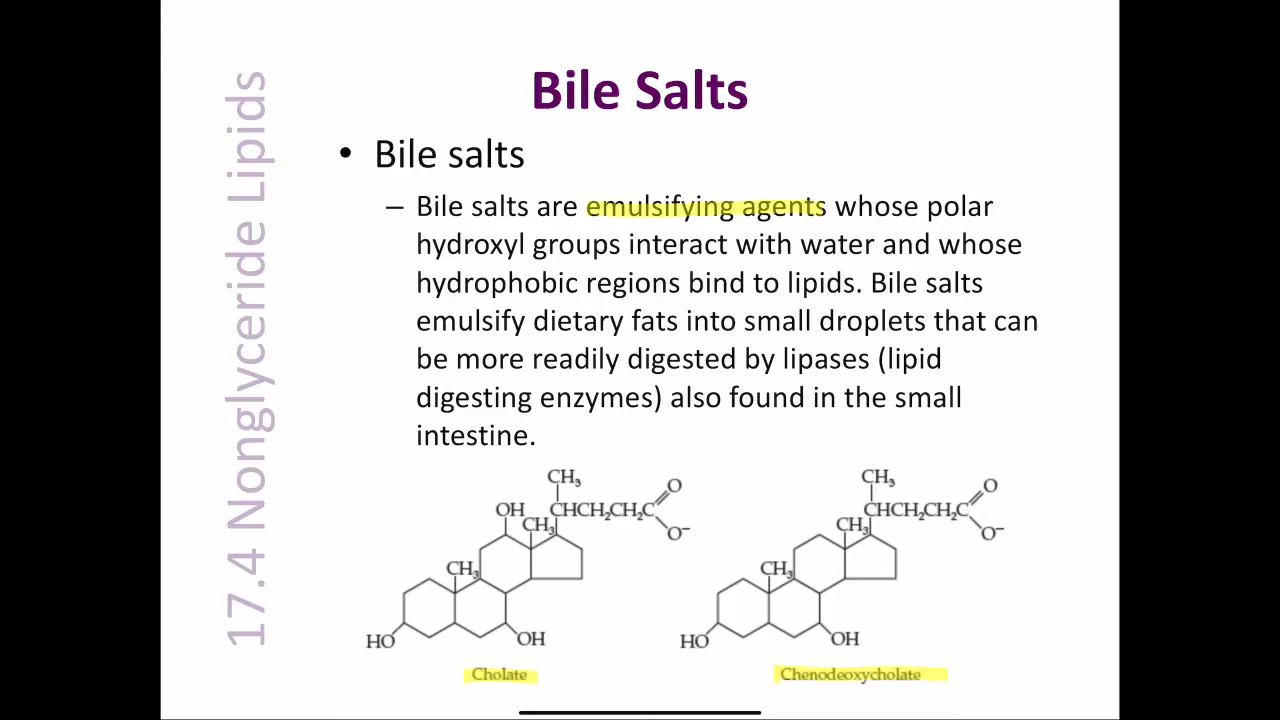 17.4 Nonglyceride Lipids
Bile Salts
• Bile salts
– Bile salts are emulsifying agents whose polar
hydroxyl groups interact with water and whose
hydrophobic regions bind to lipids. Bile salts
emulsify dietary fats into small droplets that can
be more readily digested by lipases (lipid
digesting enzymes) also found in the small
intestine.
CH₃
O
OH
CHCH₂CH₂C
CH₃
O⁻
CH₃
HO
OH
Cholate
CH₃
O
CHCH₂CH₂C
CH₃
O⁻
CH₃
HO
OH
Chenodeoxycholate